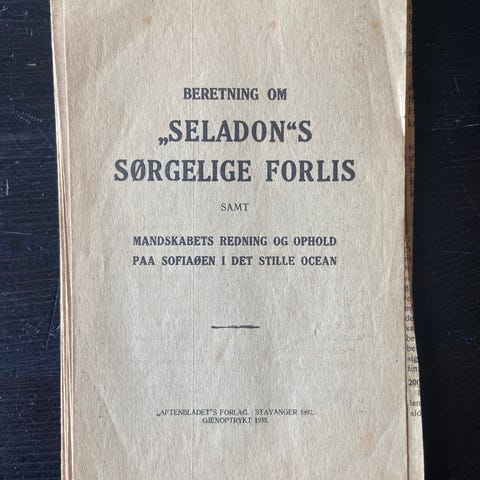 BERETNING OM
„SELADON“S
SØRGELIGE FORLIS
SAMT
MANDSKABETS REDNING OG OPHOLD
PAA SOFIAØEN I DET STILLE OCEAN
„AFTENBLADET“S FORLAG. STAVANGER 1892.
GJENOPTRYKT 1935.